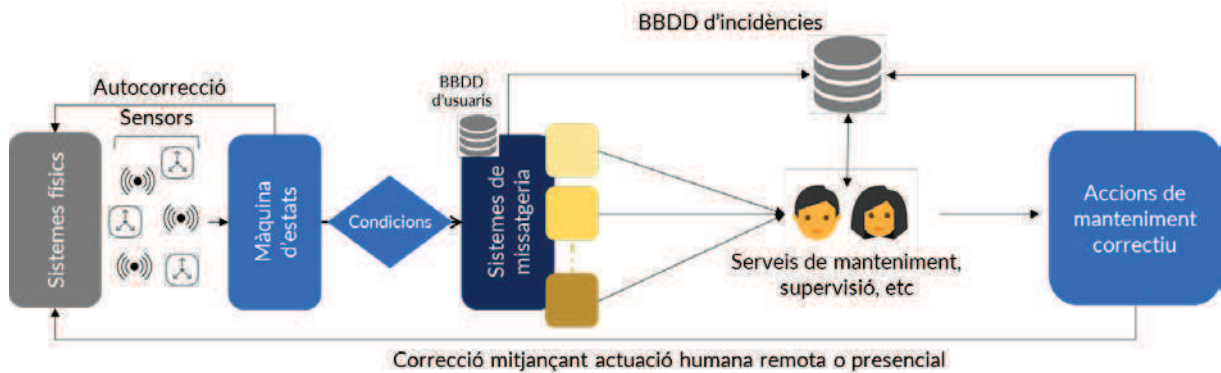 BBDD d'incidències
Autocorrecció
Sensors
BBDD
d'usuaris
Sistemes físics
Màquina
d'estats
Condicions
Sistemes de
missatgeria
Accions de
manteniment
correctiu
Serveis de manteniment,
supervisió, etc
Correcció mitjançant actuació humana remota o presencial